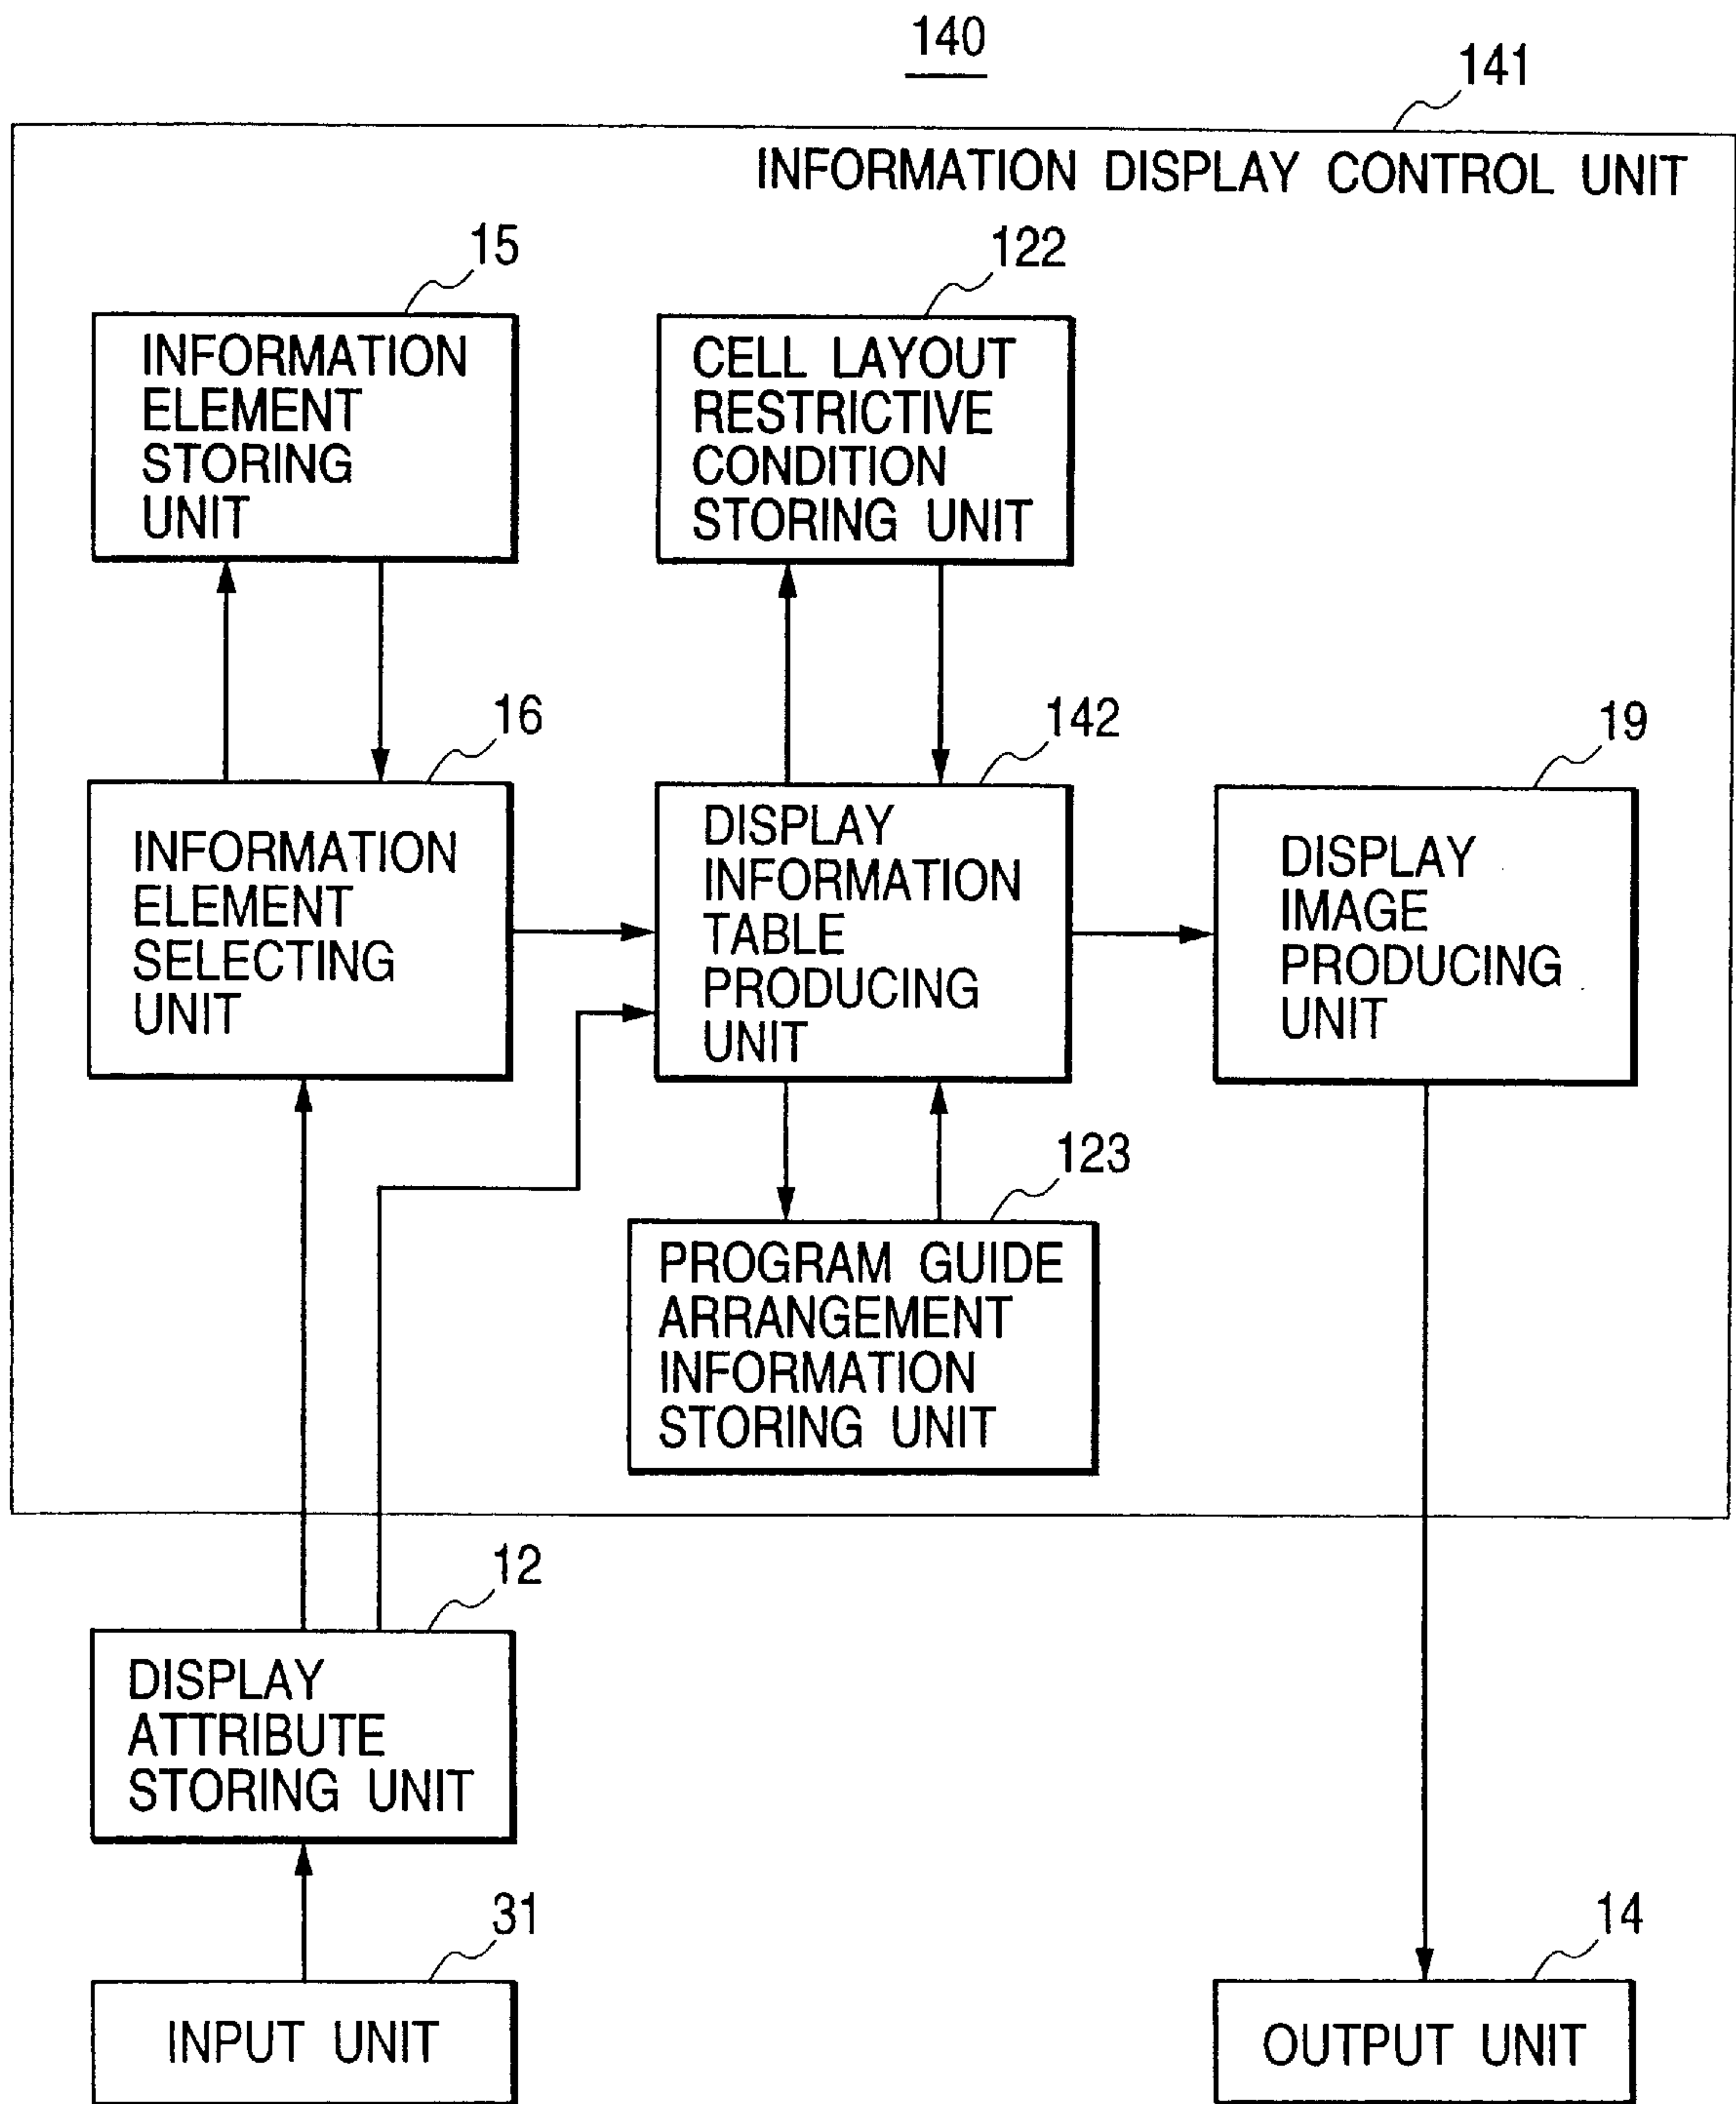 140
141
INFORMATION DISPLAY CONTROL UNIT
15
INFORMATION
ELEMENT
STORING
UNIT
122
CELL LAYOUT
RESTRICTIVE
CONDITION
STORING UNIT
16
INFORMATION
ELEMENT
SELECTING
UNIT
142
DISPLAY
INFORMATION
TABLE
PRODUCING
UNIT
19
DISPLAY
IMAGE
PRODUCING
UNIT
123
PROGRAM GUIDE
ARRANGEMENT
INFORMATION
STORING UNIT
12
DISPLAY
ATTRIBUTE
STORING UNIT
31
INPUT UNIT
14
OUTPUT UNIT